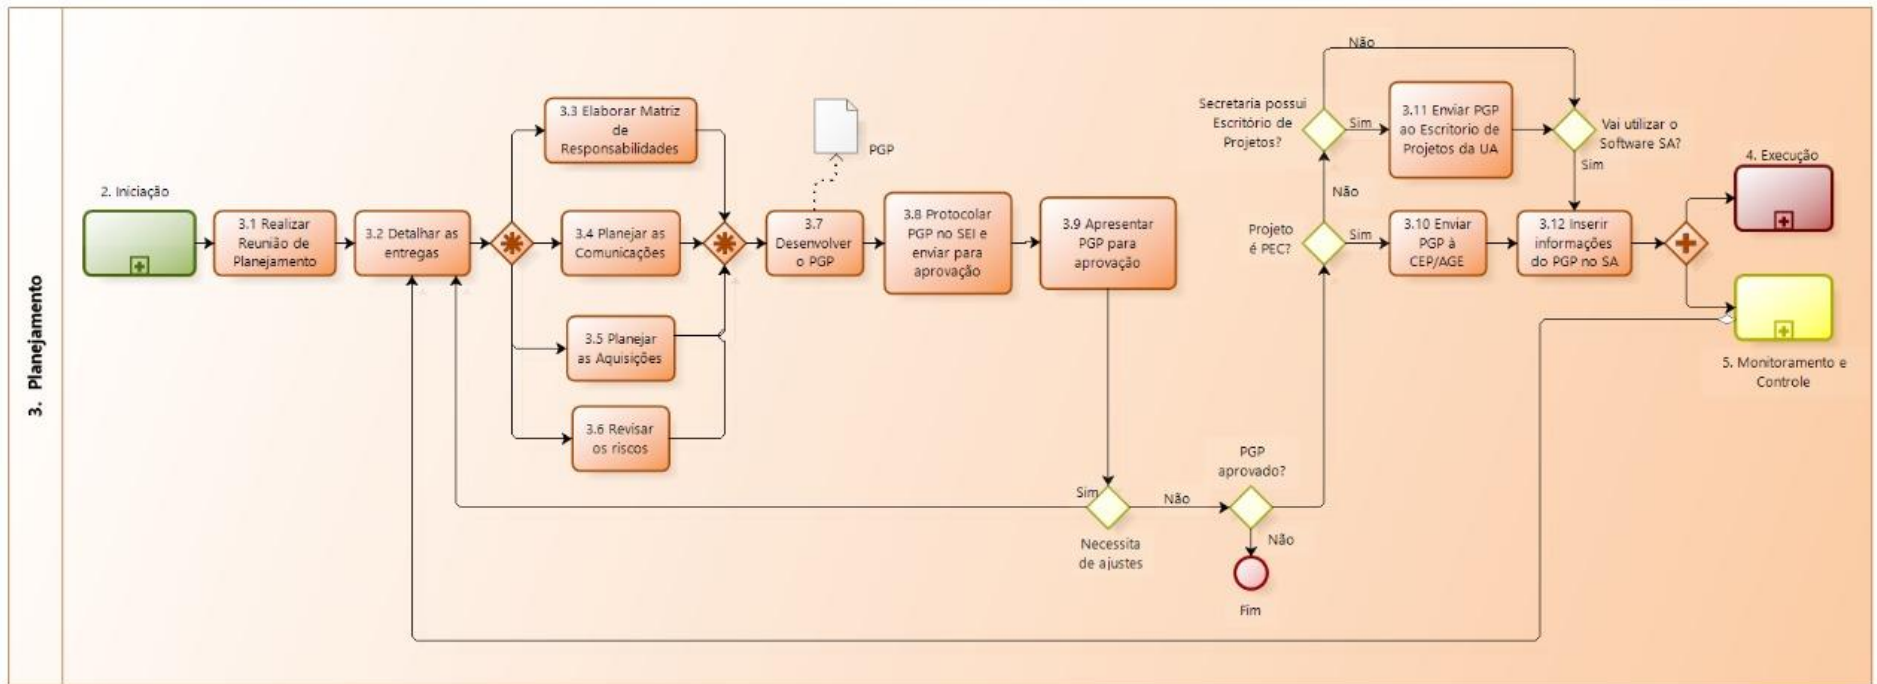 3. Planejamento
2. Iniciação
3.1 Realizar
Reunião de
Planejamento
3.2 Detalhar as
entregas
3.3 Elaborar Matriz
de
Responsabilidades
3.4 Planejar as
Comunicações
3.5 Planejar
as Aquisições
3.6 Revisar
os riscos
PGP
3.7
Desenvolver
o PGP
3.8 Protocolar
PGP no SEI e
enviar para
aprovação
3.9 Apresentar
PGP para
aprovação
Sim
Necessita
de ajustes
Não
PGP
aprovado?
Não
Fim
Projeto
é PEC?
Sim
Não
Secretaria possui
Escritório de
Projetos?
Sim
Não
3.10 Enviar
PGP à
CEP/AGE
3.11 Enviar PGP
ao Escritorio de
Projetos da UA
Vai utilizar o
Software SA?
Sim
3.12 Inserir
informações
do PGP no SA
4. Execução
5. Monitoramento e
Controle